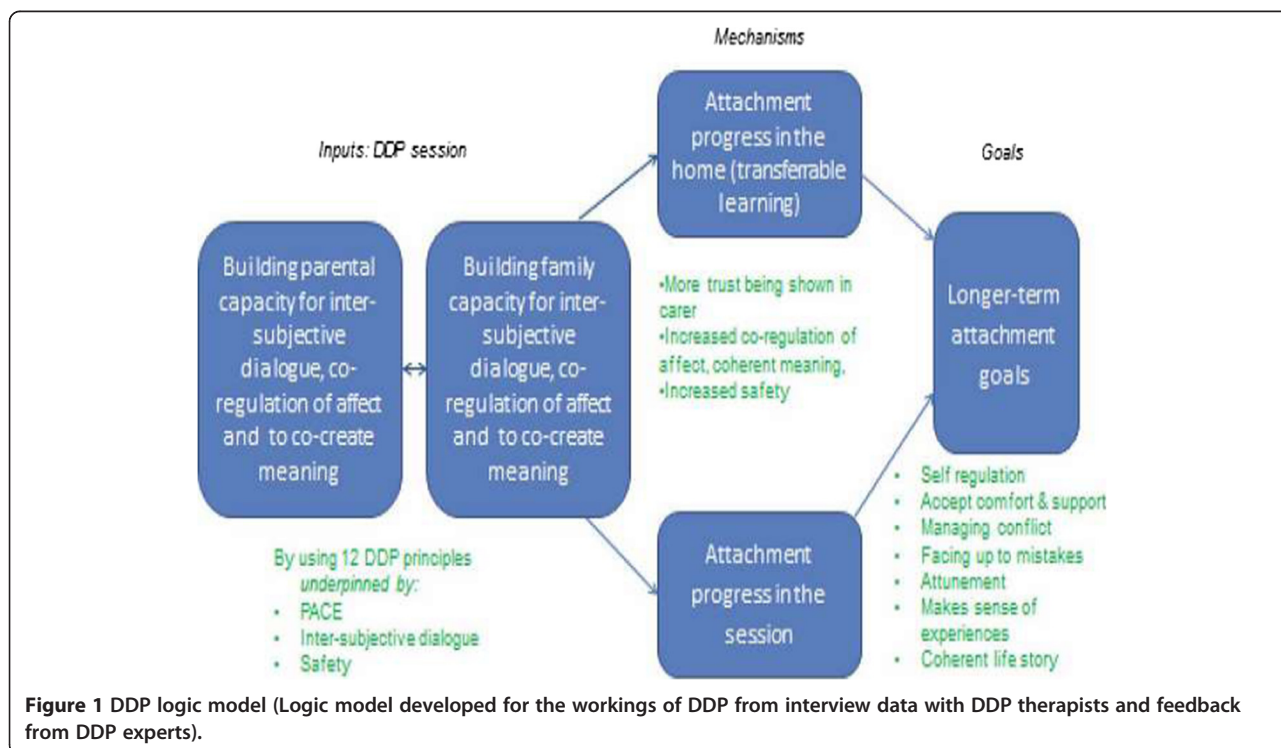 Mechanisms
Inputs: DDP session
Goals
Building parental
capacity for inter-
subjective
dialogue, co-
regulation of affect
and to co-create
meaning
Building family
capacity for inter-
subjective
dialogue, co-
regulation of affect
and to co-create
meaning
By using 12 DDP principles
underpinned by:
• PACE
• Inter-subjective dialogue
• Safety
Attachment
progress in the
home (transferrable
learning)
•More trust being shown in
carer
•Increased co-regulation of
affect, coherent meaning,
•Increased safety
Attachment
progress in the
session
Longer-term
attachment
goals
• Self regulation
• Accept comfort & support
• Managing conflict
• Facing up to mistakes
• Attunement
• Makes sense of
experiences
• Coherent life story
Figure 1 DDP logic model (Logic model developed for the workings of DDP from interview data with DDP therapists and feedback
from DDP experts).